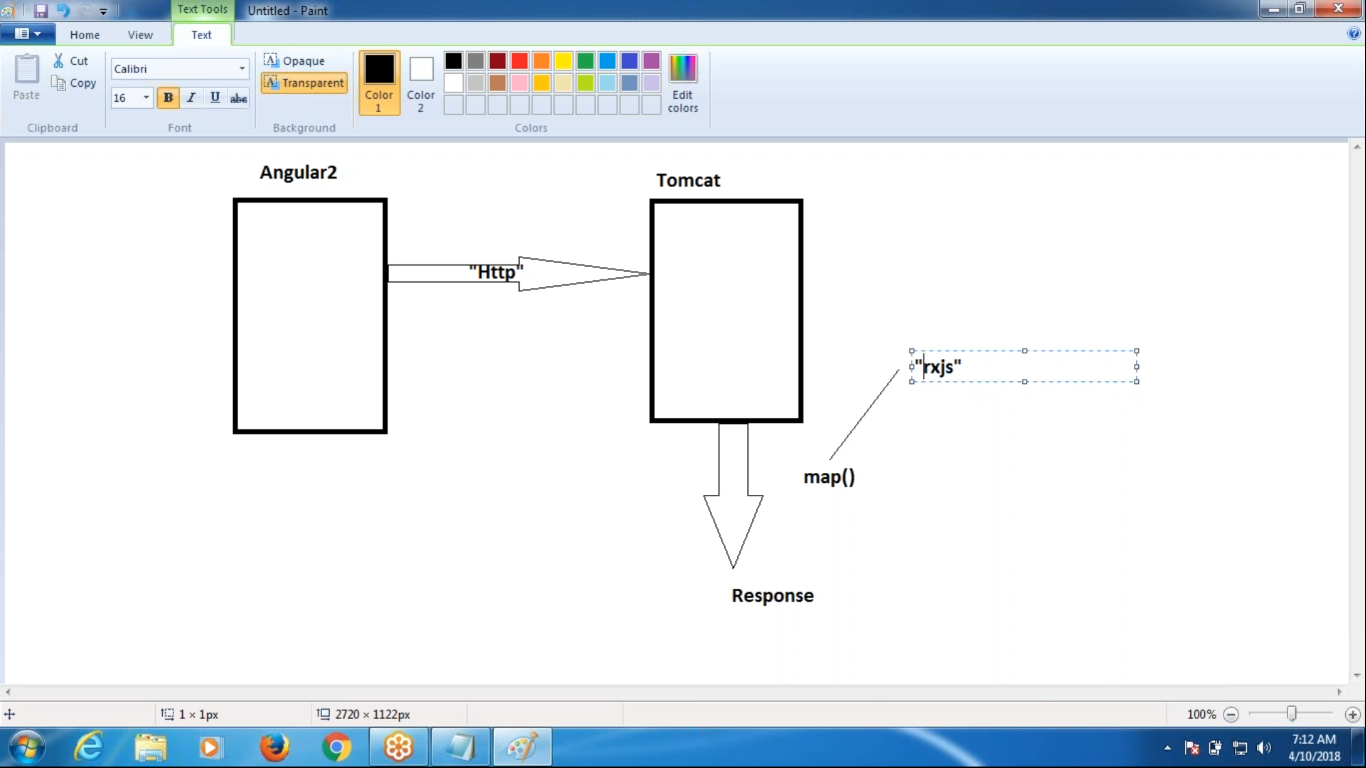 Text Tools
Untitled - Paint
Home
View
Text
Paste
Cut
Copy
Clipboard
Calibri
16
B I U abc
Font
Opaque
Transparent
Background
Color 1
Color 2
Edit colors
Colors
Angular2
Tomcat
"Http"
"rxjs"
map()
Response
1 × 1px
2720 × 1122px
100%
7:12 AM
4/10/2018